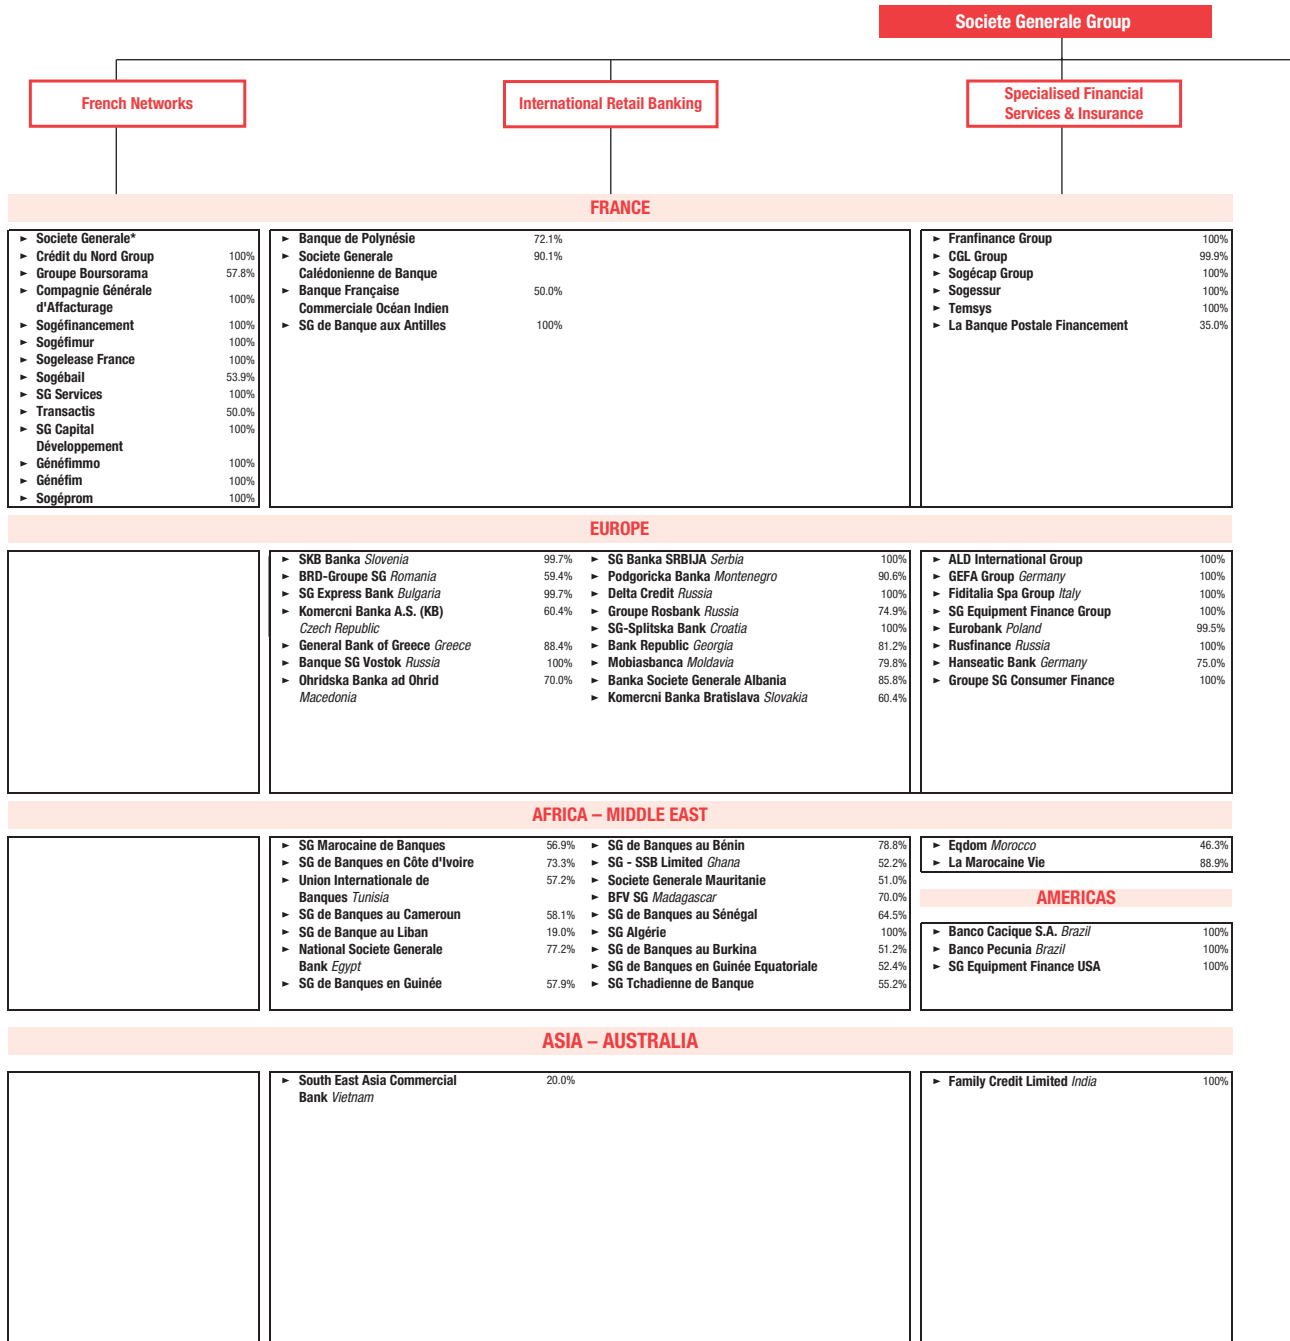 Societe Generale Group
French Networks
International Retail Banking
Specialised Financial
Services & Insurance
FRANCE
► Societe Generale*
► Crédit du Nord Group 100%
► Groupe Boursorama 57.8%
► Compagnie Générale
d'Affacturage 100%
► Sogéfinancement 100%
► Sogéfimur 100%
► Sogelease France 100%
► Sogébail 53.9%
► SG Services 100%
► Transactis 50.0%
► SG Capital 100%
Développement
► Généfimmo 100%
► Généfim 100%
► Sogéprom 100%
► Banque de Polynésie 72.1%
► Societe Generale 90.1%
Calédonienne de Banque
► Banque Française 50.0%
Commerciale Océan Indien
► SG de Banque aux Antilles 100%
► Franfinance Group 100%
► CGL Group 99.9%
► Sogécap Group 100%
► Sogessur 100%
► Temsys 100%
► La Banque Postale Financement 35.0%
EUROPE
► SKB Banka Slovenia 99.7%
► BRD-Groupe SG Romania 59.4%
► SG Express Bank Bulgaria 99.7%
► Komercni Banka A.S. (KB) 60.4%
Czech Republic
► General Bank of Greece Greece 88.4%
► Banque SG Vostok Russia 100%
► Ohridska Banka ad Ohrid 70.0%
Macedonia
► SG Banka SRBIJA Serbia 100%
► Podgoricka Banka Montenegro 90.6%
► Delta Credit Russia 100%
► Groupe Rosbank Russia 74.9%
► SG-Splitska Bank Croatia 100%
► Bank Republic Georgia 81.2%
► Mobiasbanca Moldavia 79.8%
► Banka Societe Generale Albania 85.8%
► Komercni Banka Bratislava Slovakia 60.4%
► ALD International Group 100%
► GEFA Group Germany 100%
► Fiditalia Spa Group Italy 100%
► SG Equipment Finance Group 100%
► Eurobank Poland 99.5%
► Rusfinance Russia 100%
► Hanseatic Bank Germany 75.0%
► Groupe SG Consumer Finance 100%
AFRICA – MIDDLE EAST
► SG Marocaine de Banques 56.9%
► SG de Banques en Côte d'Ivoire 73.3%
► Union Internationale de 57.2%
Banques Tunisia
► SG de Banques au Cameroun 58.1%
► SG de Banque au Liban 19.0%
► National Societe Generale 77.2%
Bank Egypt
► SG de Banques en Guinée 57.9%
► SG de Banques au Bénin 78.8%
► SG - SSB Limited Ghana 52.2%
► Societe Generale Mauritanie 51.0%
► BFV SG Madagascar 70.0%
► SG de Banques au Sénégal 64.5%
► SG Algérie 100%
► SG de Banques au Burkina 51.2%
► SG de Banques en Guinée Equatoriale 52.4%
► SG Tchadienne de Banque 55.2%
► Eqdom Morocco 46.3%
► La Marocaine Vie 88.9%
AMERICAS
► Banco Cacique S.A. Brazil 100%
► Banco Pecunia Brazil 100%
► SG Equipment Finance USA 100%
ASIA – AUSTRALIA
► South East Asia Commercial 20.0%
Bank Vietnam
► Family Credit Limited India 100%